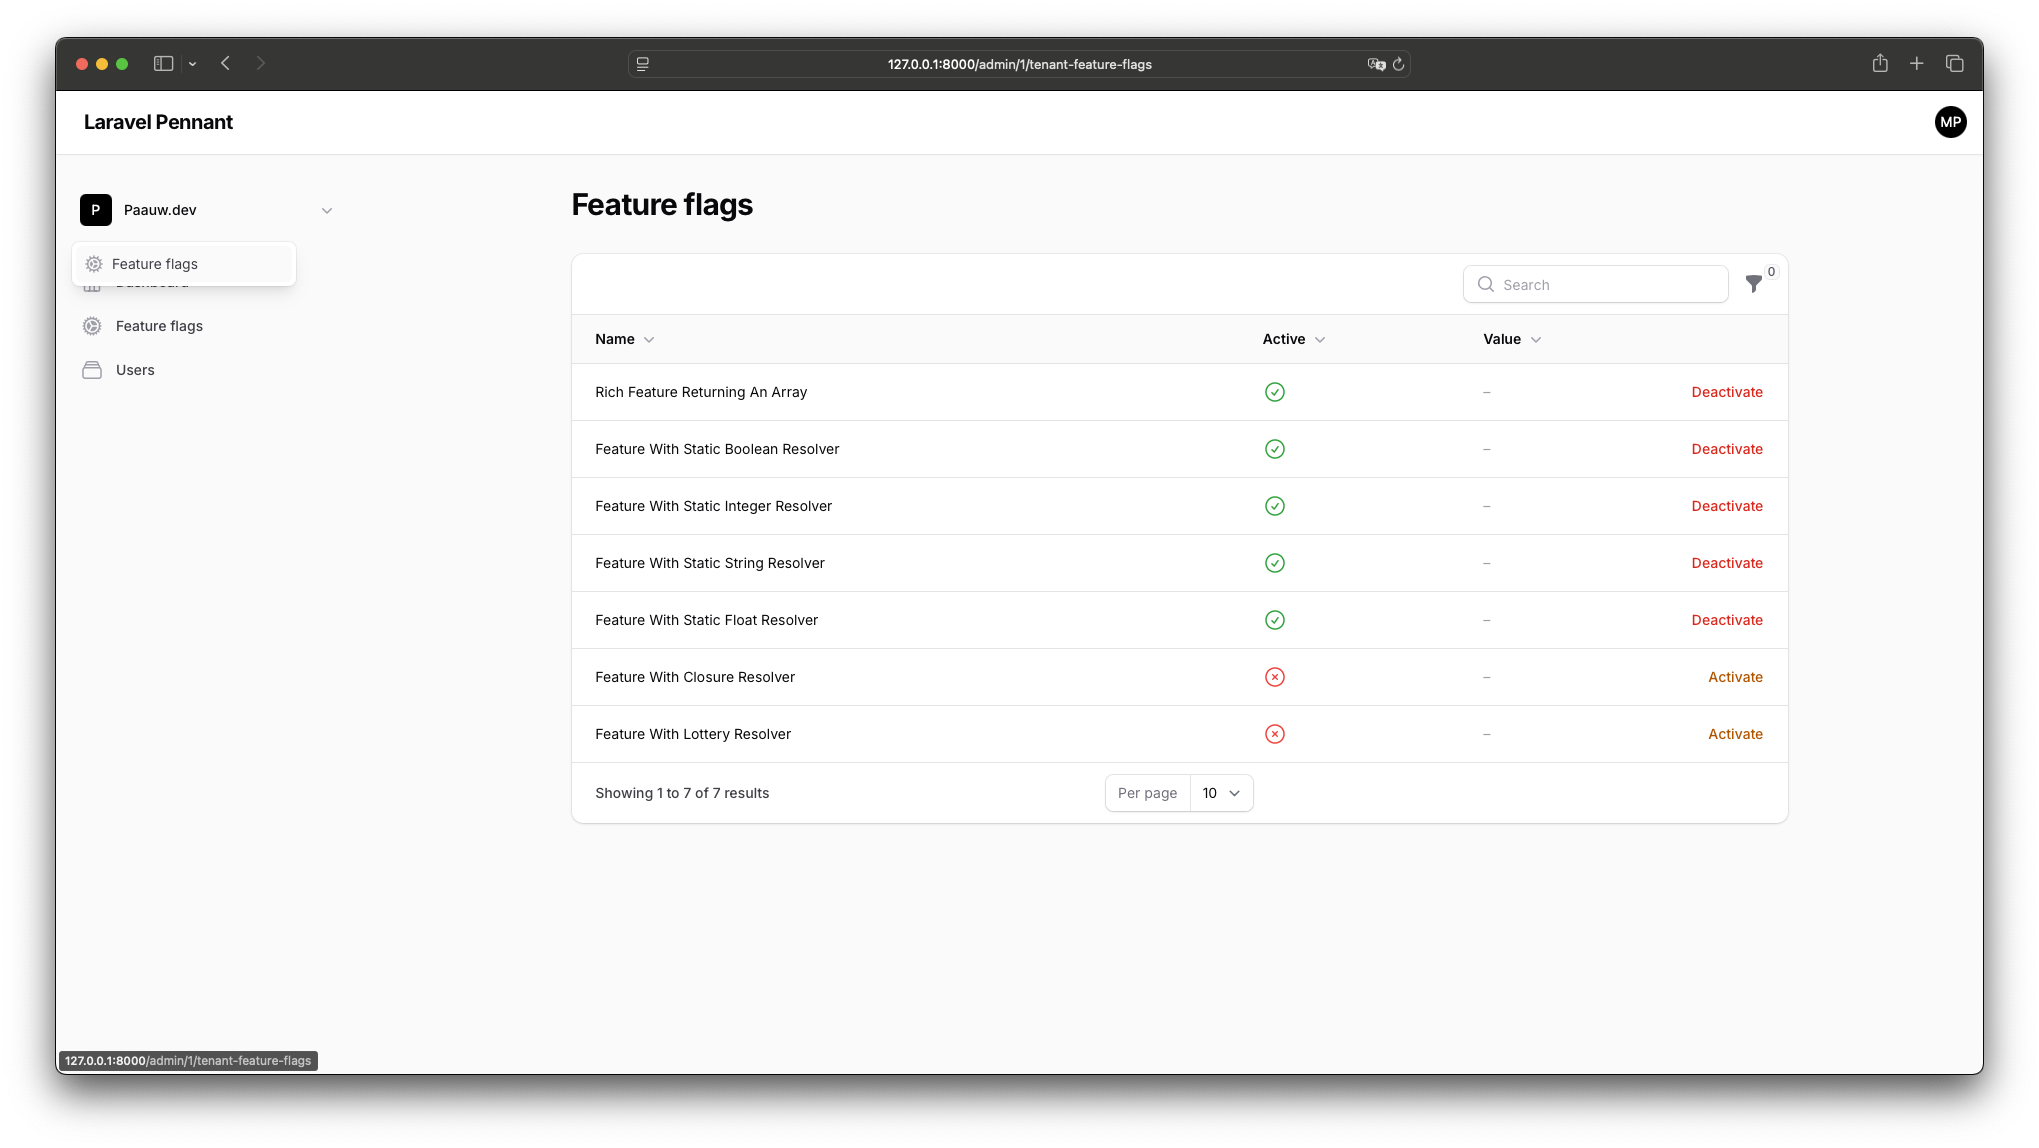 127.0.0.1:8000/admin/1/tenant-feature-flags
Laravel Pennant
MP
P Paauw.dev
Feature flags
Feature flags
Users
Feature flags
Search
0
Name Active Value
Rich Feature Returning An Array – Deactivate
Feature With Static Boolean Resolver – Deactivate
Feature With Static Integer Resolver – Deactivate
Feature With Static String Resolver – Deactivate
Feature With Static Float Resolver – Deactivate
Feature With Closure Resolver – Activate
Feature With Lottery Resolver – Activate
Showing 1 to 7 of 7 results Per page 10
127.0.0.1:8000/admin/1/tenant-feature-flags